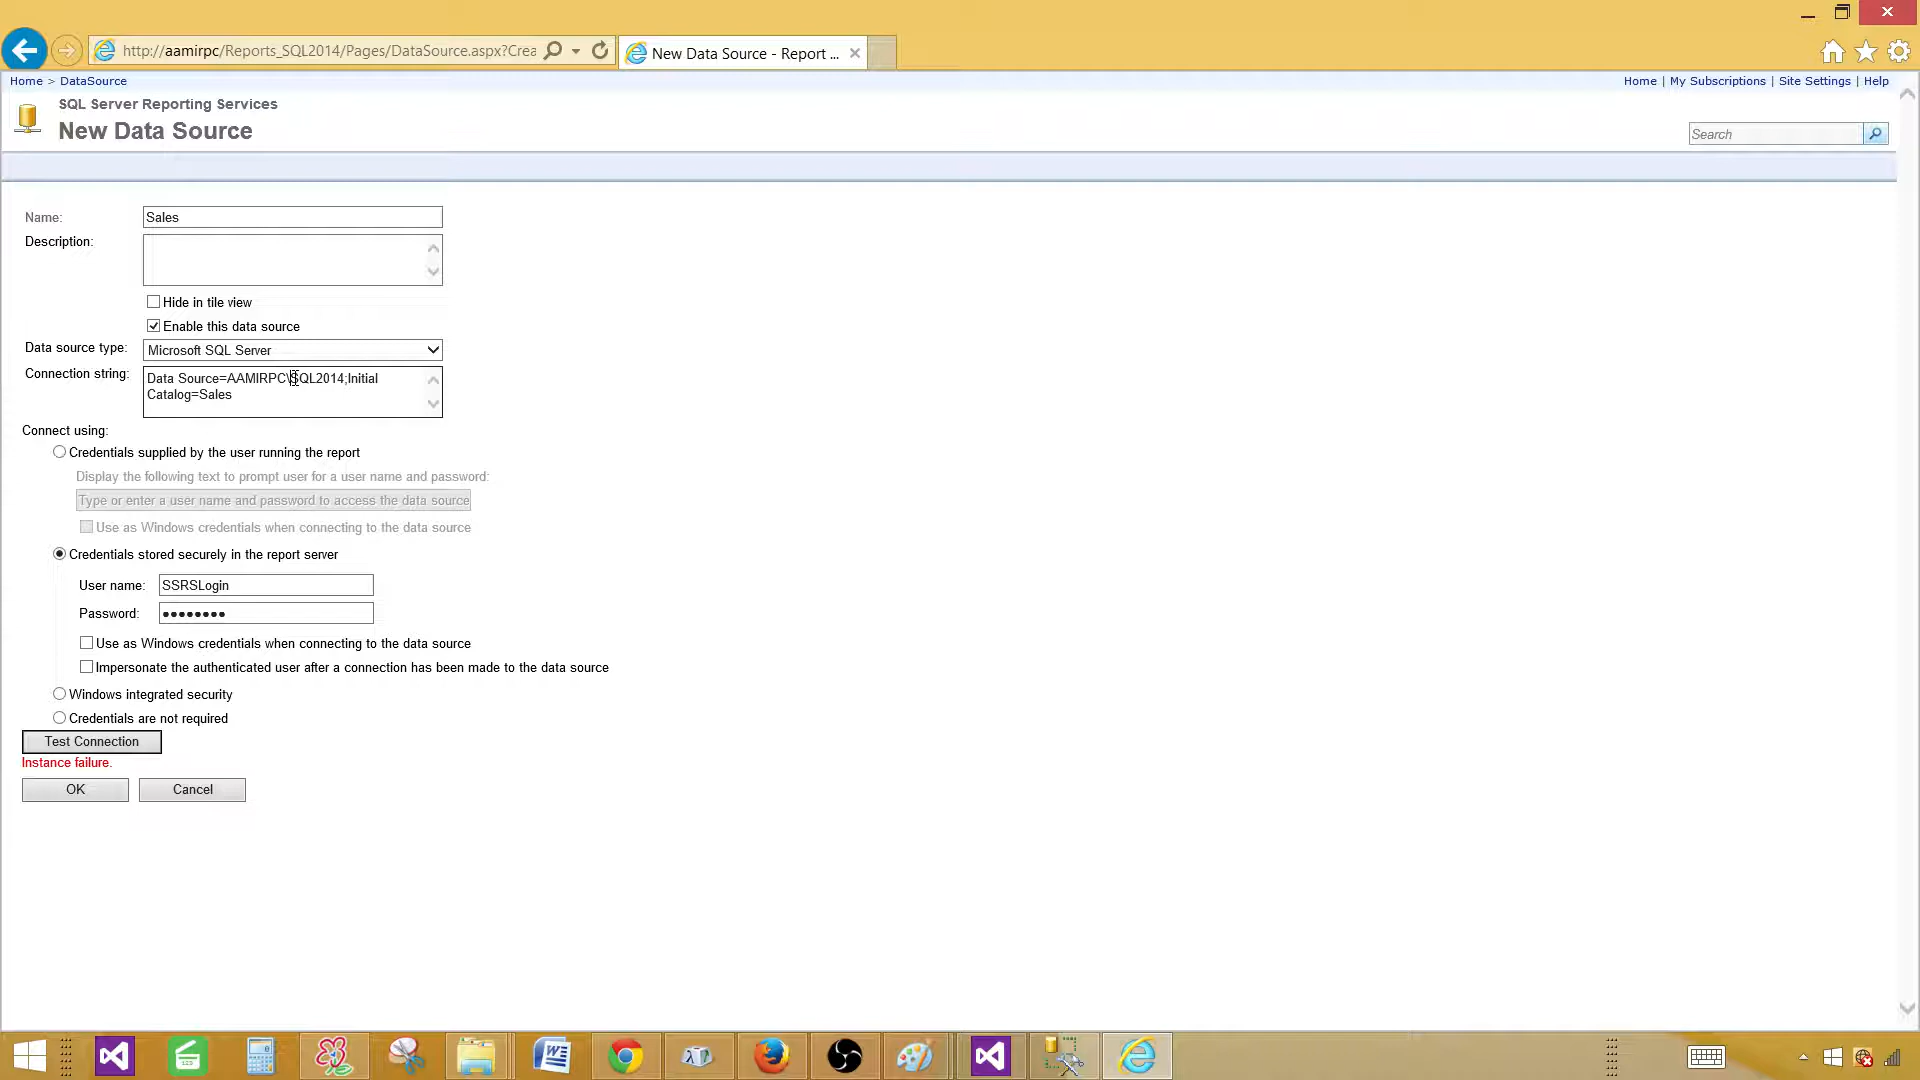 http://aamirpc/Reports_SQL2014/Pages/DataSource.aspx?Crea
New Data Source - Report ...
Home > DataSource
Home | My Subscriptions | Site Settings | Help
SQL Server Reporting Services
New Data Source
Search
Name: Sales
Description:
Hide in tile view
Enable this data source
Data source type: Microsoft SQL Server
Connection string: Data Source=AAMIRPC\SQL2014;Initial
Catalog=Sales
Connect using:
Credentials supplied by the user running the report
Display the following text to prompt user for a user name and password:
Type or enter a user name and password to access the data source
Use as Windows credentials when connecting to the data source
Credentials stored securely in the report server
User name: SSRSLogin
Password: ●●●●●●●●
Use as Windows credentials when connecting to the data source
Impersonate the authenticated user after a connection has been made to the data source
Windows integrated security
Credentials are not required
Test Connection
Instance failure.
OK Cancel